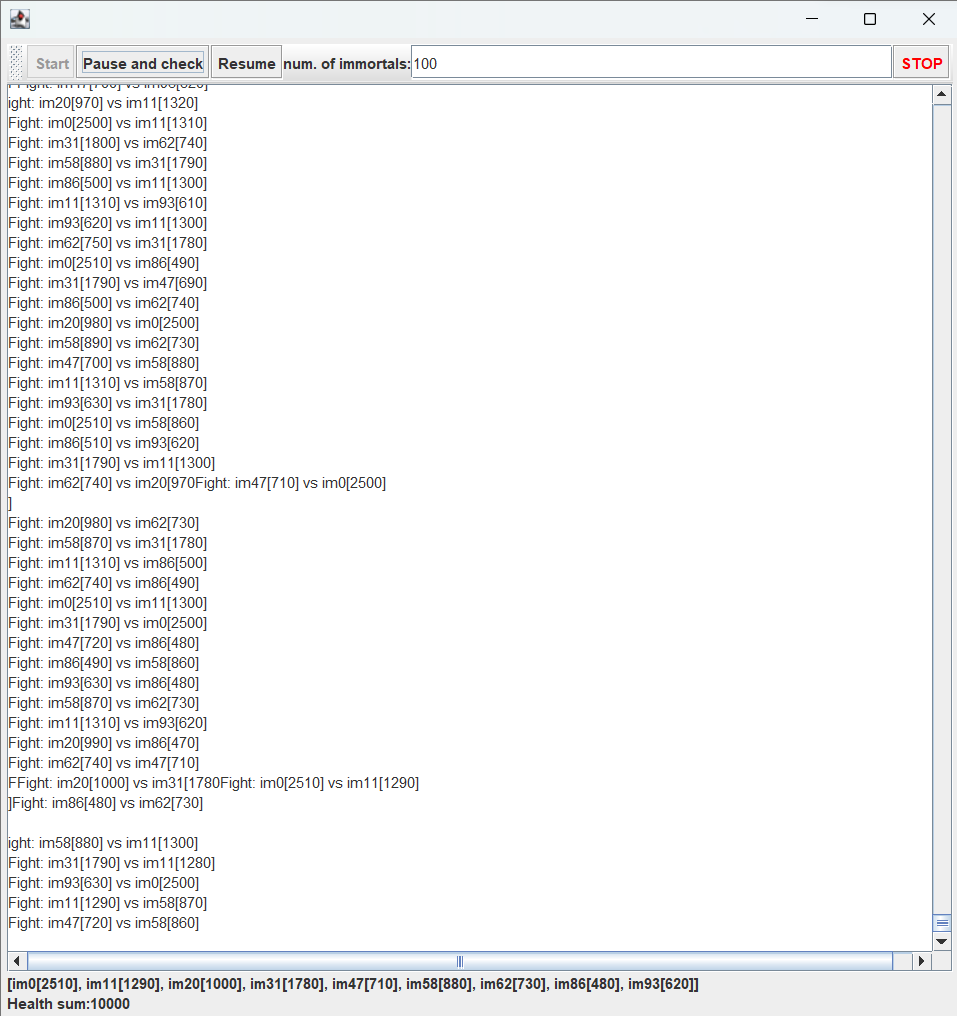 Start Pause and check Resume num. of immortals: 100 STOP
ight: im20[970] vs im11[1320]
Fight: im0[2500] vs im11[1310]
Fight: im31[1800] vs im62[740]
Fight: im58[880] vs im31[1790]
Fight: im86[500] vs im11[1300]
Fight: im11[1310] vs im93[610]
Fight: im93[620] vs im11[1300]
Fight: im62[750] vs im31[1780]
Fight: im0[2510] vs im86[490]
Fight: im31[1790] vs im47[690]
Fight: im86[500] vs im62[740]
Fight: im20[980] vs im0[2500]
Fight: im58[890] vs im62[730]
Fight: im47[700] vs im58[880]
Fight: im11[1310] vs im58[870]
Fight: im93[630] vs im31[1780]
Fight: im0[2510] vs im58[860]
Fight: im86[510] vs im93[620]
Fight: im31[1790] vs im11[1300]
Fight: im62[740] vs im20[970Fight: im47[710] vs im0[2500]
]
Fight: im20[980] vs im62[730]
Fight: im58[870] vs im31[1780]
Fight: im11[1310] vs im86[500]
Fight: im62[740] vs im86[490]
Fight: im0[2510] vs im11[1300]
Fight: im31[1790] vs im0[2500]
Fight: im47[720] vs im86[480]
Fight: im86[490] vs im58[860]
Fight: im93[630] vs im86[480]
Fight: im58[870] vs im62[730]
Fight: im11[1310] vs im93[620]
Fight: im20[990] vs im86[470]
Fight: im62[740] vs im47[710]
FFight: im20[1000] vs im31[1780Fight: im0[2510] vs im11[1290]
]Fight: im86[480] vs im62[730]
ight: im58[880] vs im11[1300]
Fight: im31[1790] vs im11[1280]
Fight: im93[630] vs im0[2500]
Fight: im11[1290] vs im58[870]
Fight: im47[720] vs im58[860]
[im0[2510], im11[1290], im20[1000], im31[1780], im47[710], im58[880], im62[730], im86[480], im93[620]]
Health sum:10000